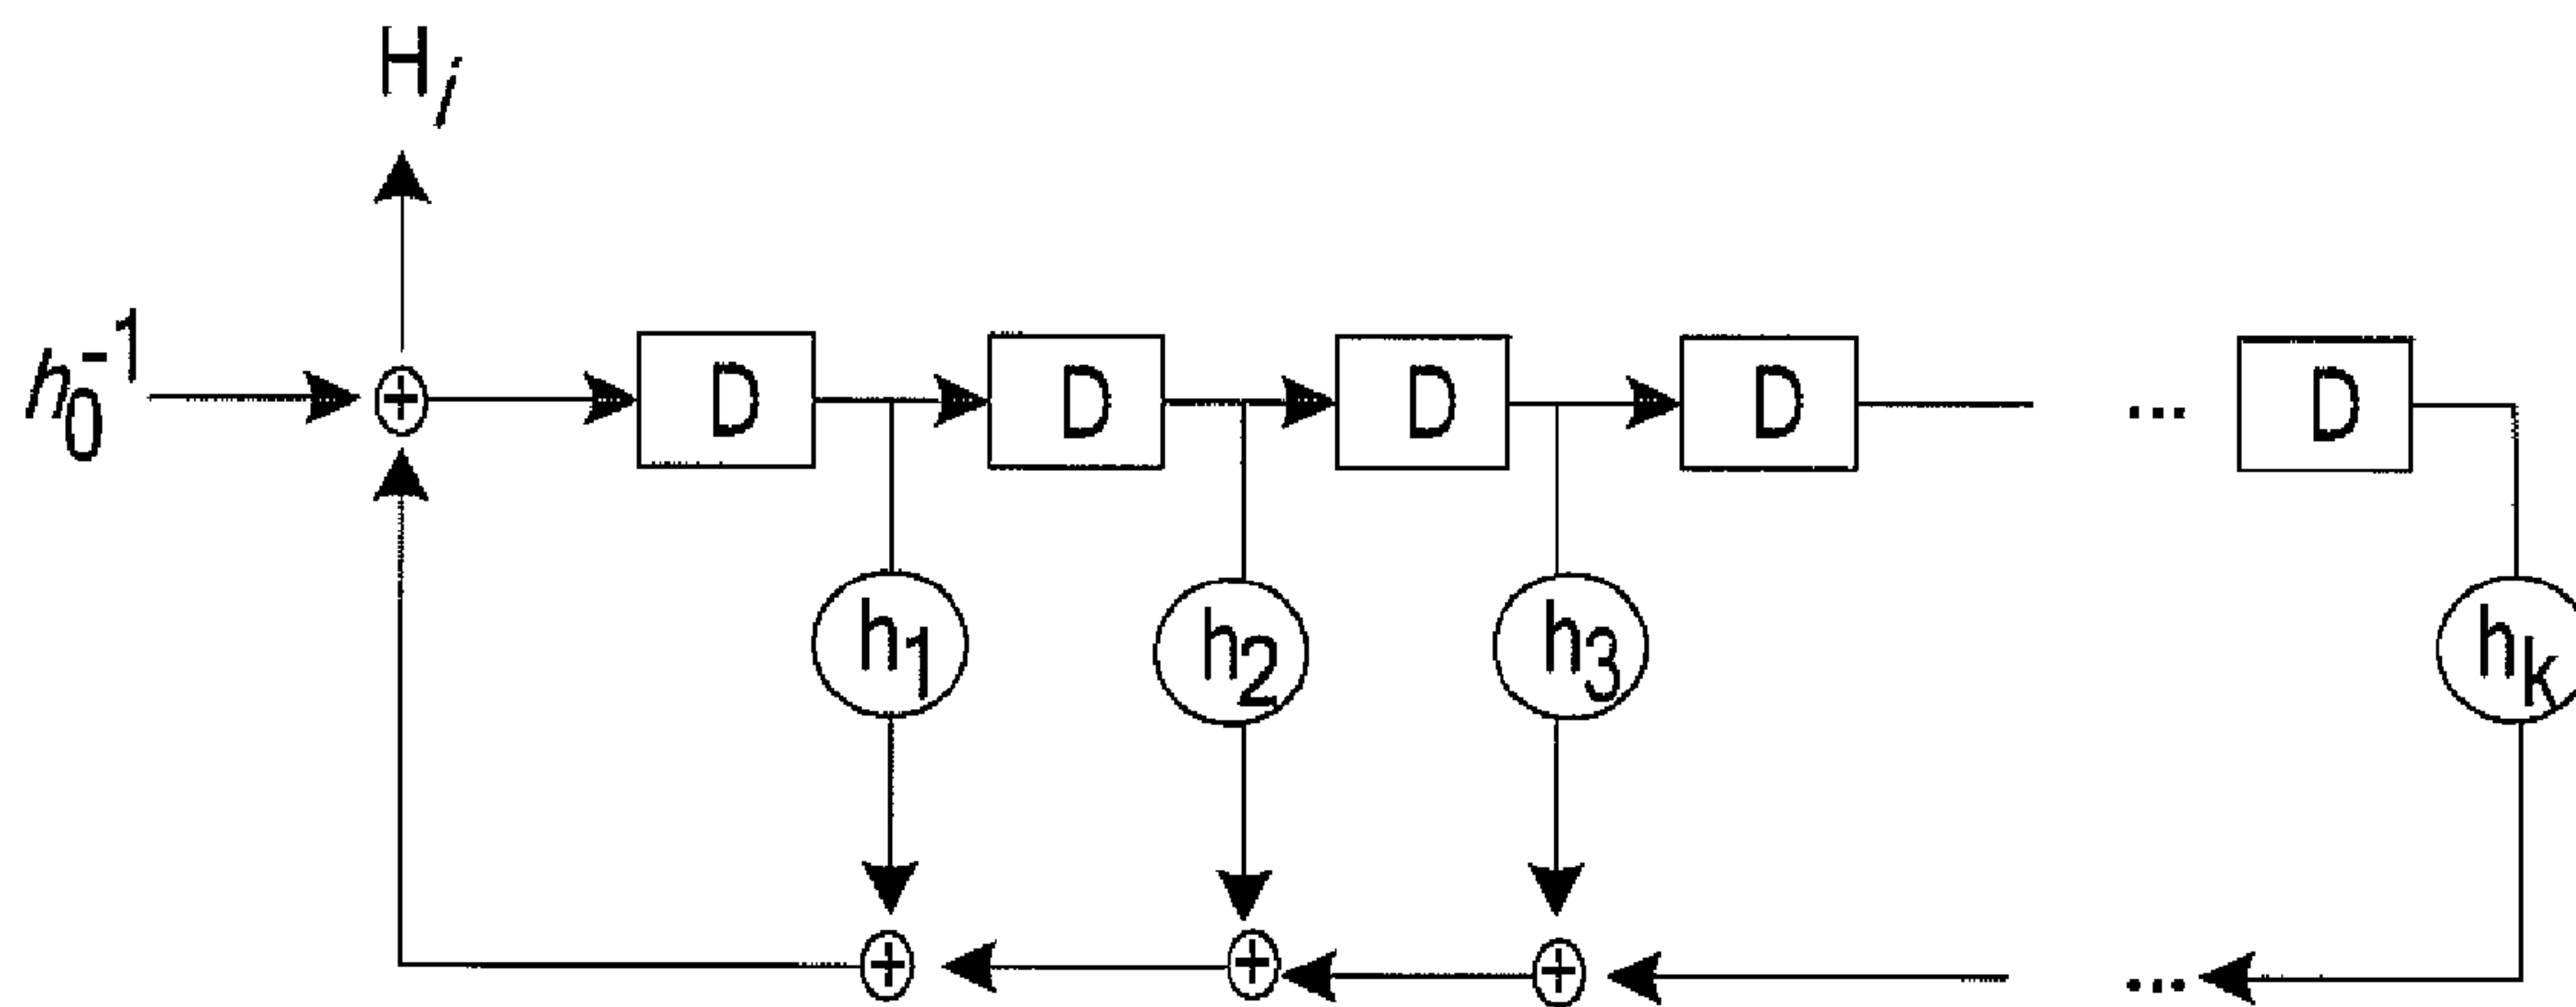 H_i
h_0^{-1}
D D D D ... D
h_1 h_2 h_3 h_k
+ + + + ...